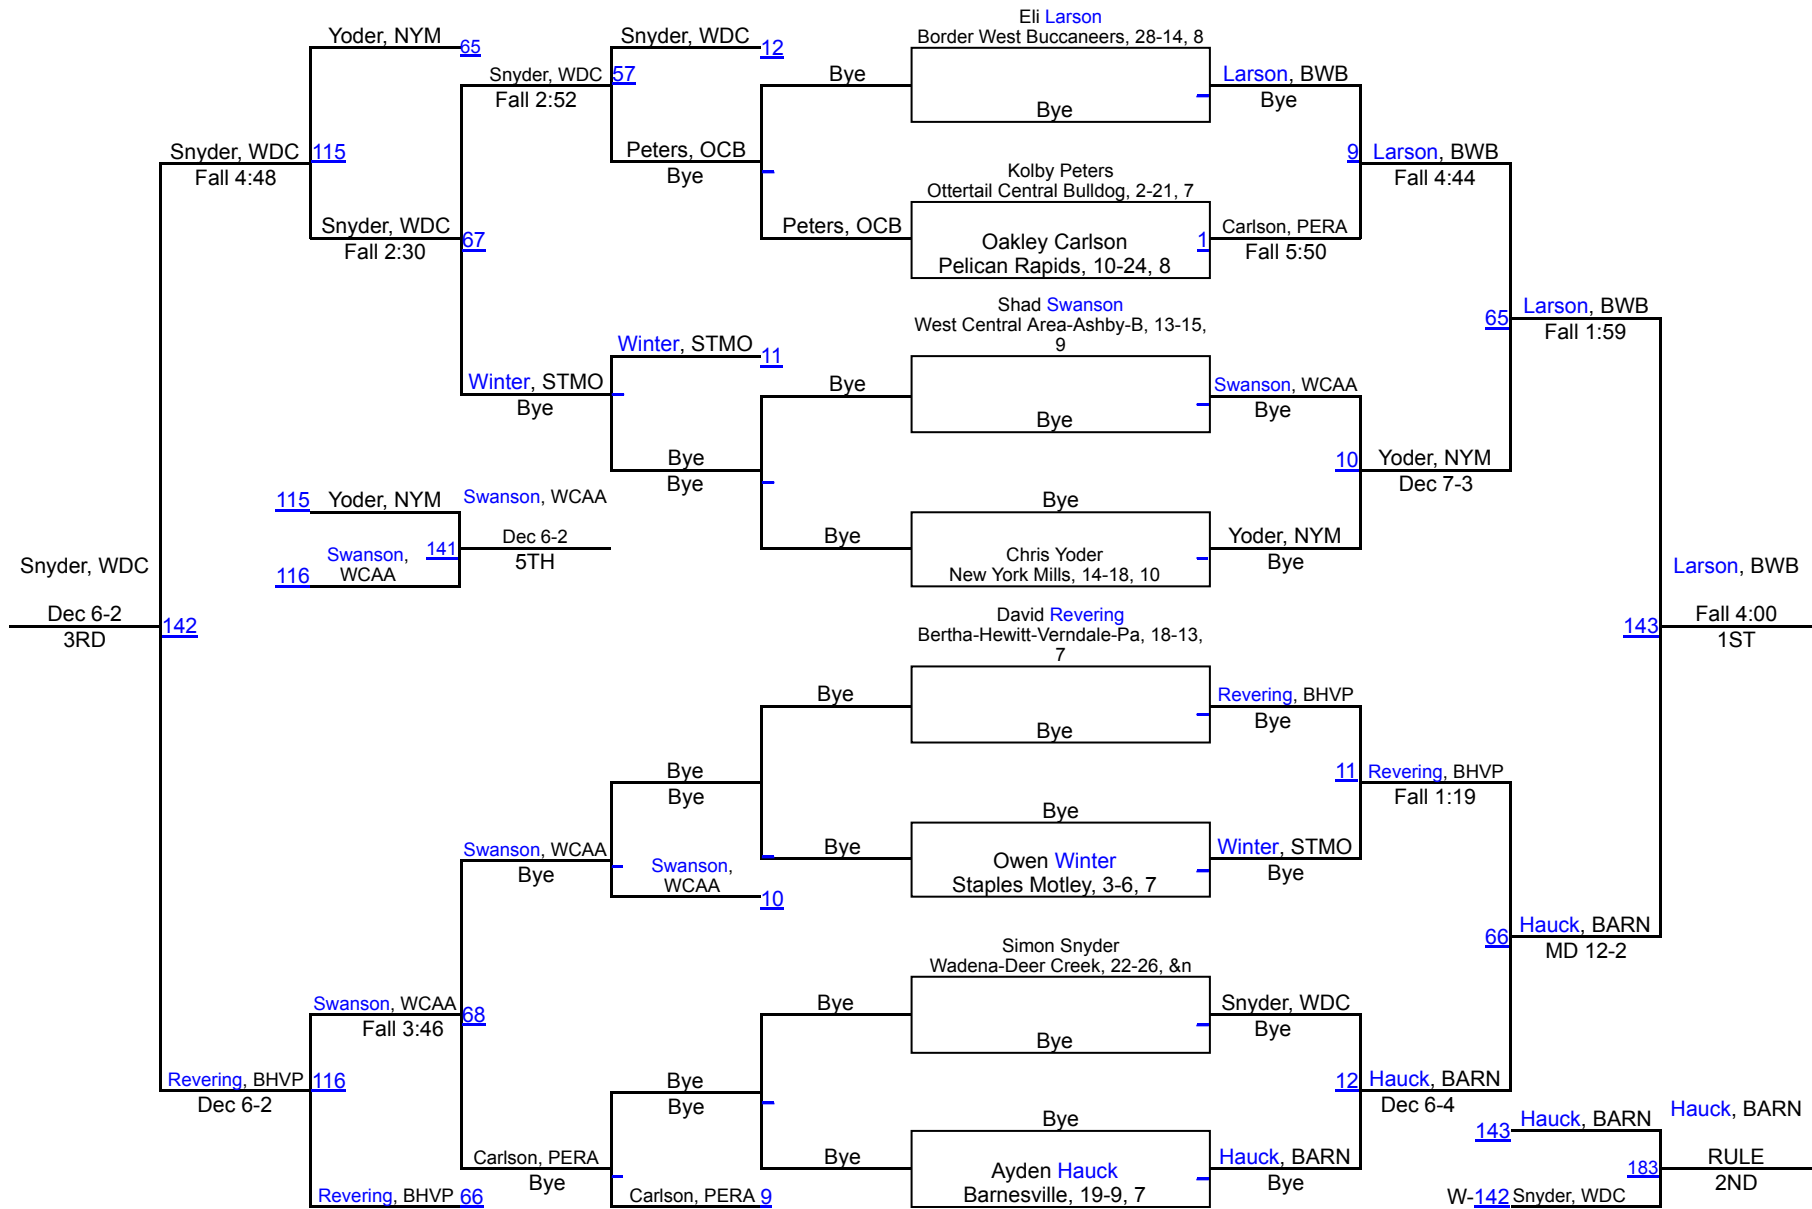 Eli Larson
Yoder, NYM
65
Snyder, WDC
12
Border West Buccaneers, 28-14, 8
Snyder, WDC
57
Fall 2:52
Bye
Bye
Larson, BWB
Bye
Snyder, WDC
115
Fall 4:48
Peters, OCB
Bye
9
Larson, BWB
Fall 4:44
Kolby Peters
Ottertail Central Bulldog, 2-21, 7
Snyder, WDC
67
Fall 2:30
Peters, OCB
Oakley Carlson
Pelican Rapids, 10-24, 8
1
Carlson, PERA
Fall 5:50
Shad Swanson
West Central Area-Ashby-B, 13-15,
9
65
Larson, BWB
Fall 1:59
Winter, STMO
11
Winter, STMO
Bye
Bye
Bye
Swanson, WCAA
Bye
Bye
Bye
10
Yoder, NYM
Dec 7-3
115
Yoder, NYM
Swanson, WCAA
Bye
141
Dec 6-2
5TH
116
Swanson,
WCAA
Bye
Chris Yoder
New York Mills, 14-18, 10
Yoder, NYM
Bye
Snyder, WDC
Dec 6-2
3RD
142
Larson, BWB
143
Fall 4:00
1ST
David Revering
Bertha-Hewitt-Verndale-Pa, 18-13,
7
Bye
Bye
Revering, BHVP
Bye
Bye
Bye
11
Revering, BHVP
Fall 1:19
Bye
Swanson, WCAA
Bye
Swanson,
WCAA
10
Bye
Owen Winter
Staples Motley, 3-6, 7
Winter, STMO
Bye
66
Hauck, BARN
MD 12-2
Simon Snyder
Wadena-Deer Creek, 22-26, &n
Swanson, WCAA
68
Fall 3:46
Bye
Bye
Snyder, WDC
Bye
Revering, BHVP
116
Dec 6-2
Bye
Bye
12
Hauck, BARN
Dec 6-4
Bye
143
Hauck, BARN
Hauck, BARN
Carlson, PERA
Bye
Bye
Ayden Hauck
Barnesville, 19-9, 7
Hauck, BARN
Bye
183
RULE
2ND
Revering, BHVP
66
Carlson, PERA
9
W-142
Snyder, WDC